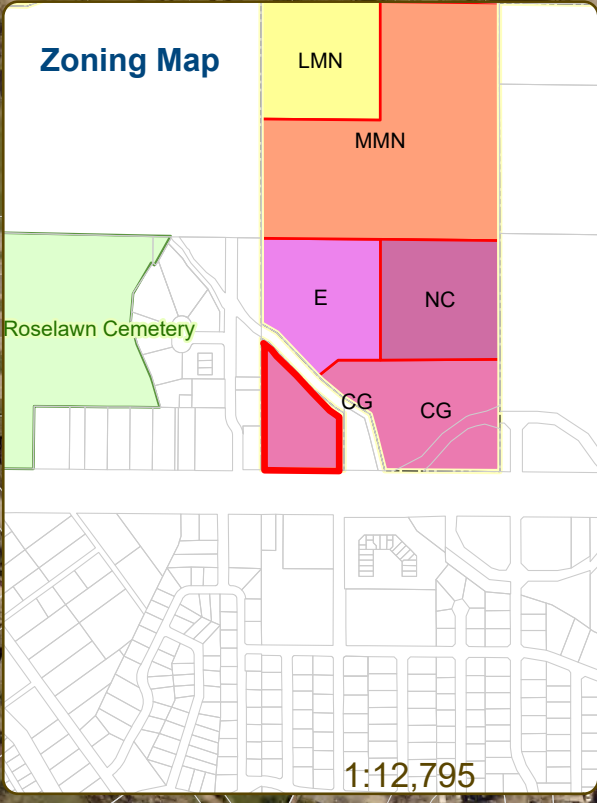 Zoning Map
LMN
MMN
E
NC
Roselawn Cemetery
CG
CG
1:12,795